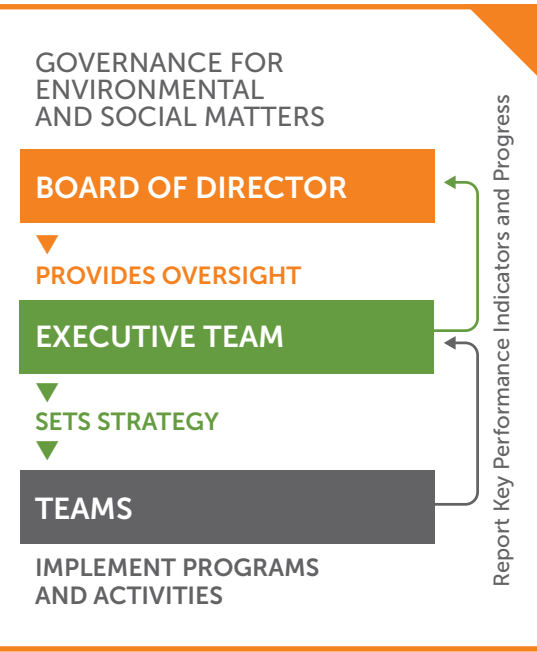 GOVERNANCE FOR
ENVIRONMENTAL
AND SOCIAL MATTERS
BOARD OF DIRECTOR
PROVIDES OVERSIGHT
EXECUTIVE TEAM
SETS STRATEGY
TEAMS
IMPLEMENT PROGRAMS
AND ACTIVITIES
Report Key Performance Indicators and Progress